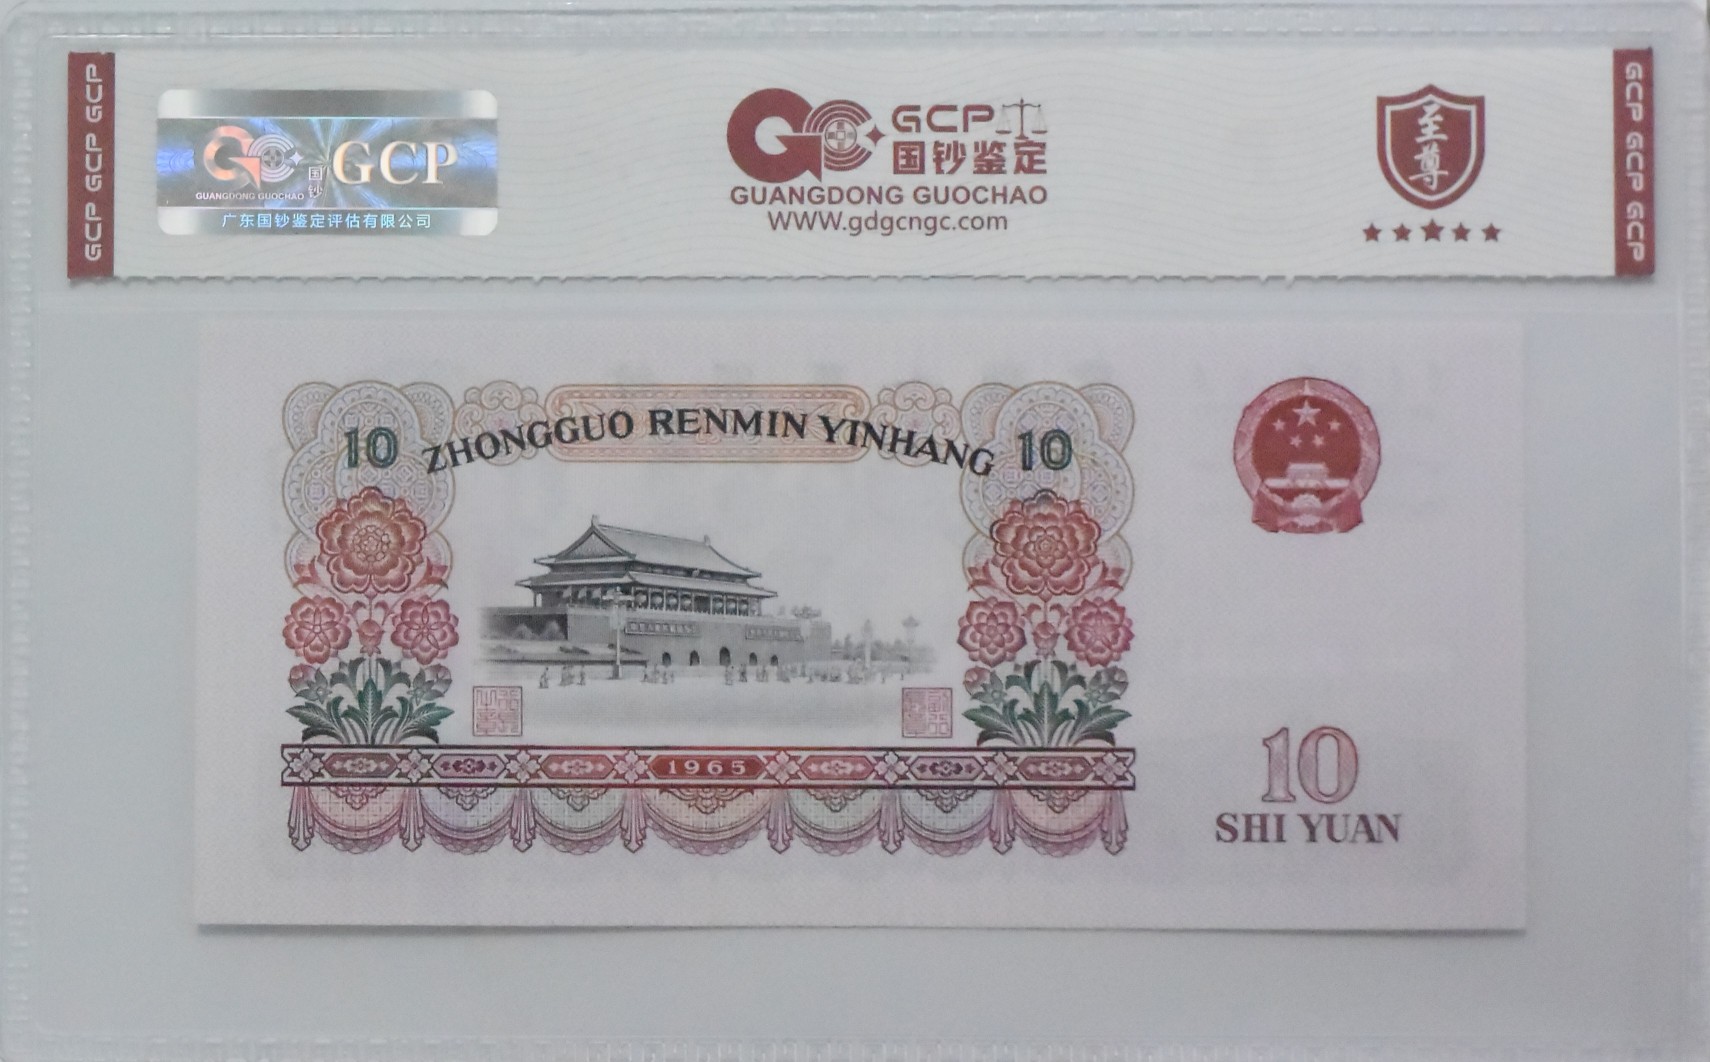 GCP GCP GCP
GUANGDONG GUOCHAO
国钞
GCP
广东国钞鉴定评估有限公司
GCP
国钞鉴定
GUANGDONG GUOCHAO
WWW.gdgcngc.com
至尊
GCP GCP GCP
10 ZHONGGUO RENMIN YINHANG 10
1965
10
SHI YUAN